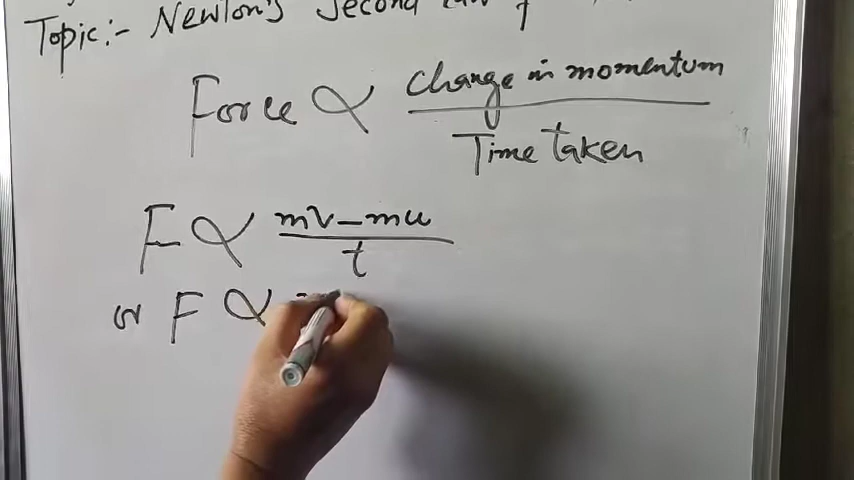 Topic:- Newton's Second Law of
Force ∝ Change in momentum
Time taken
F ∝ mv-mu
t
or F ∝